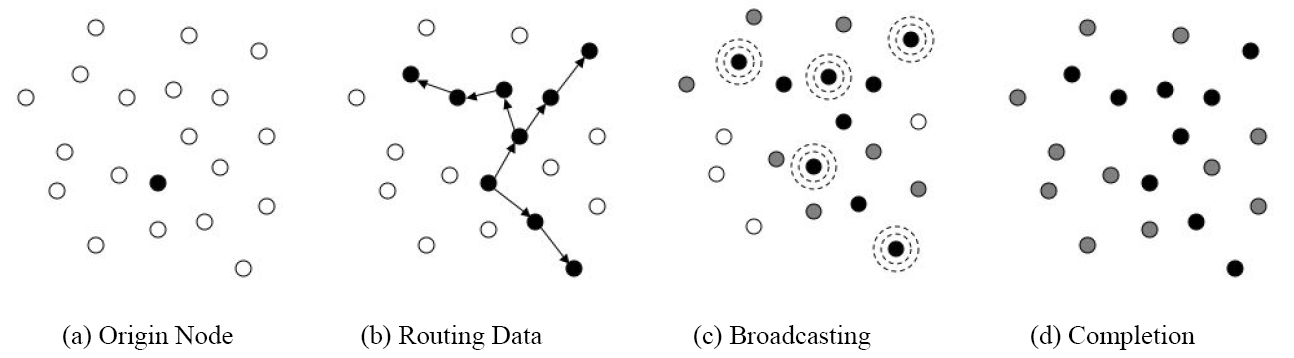 (a) Origin Node (b) Routing Data (c) Broadcasting (d) Completion